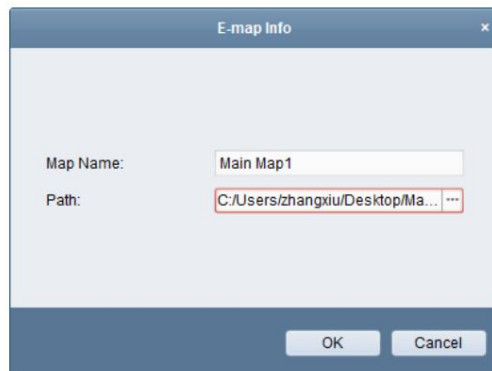 E-map Info
×
Map Name: Main Map1
Path: C:/Users/zhangxiu/Desktop/Ma... ...
OK Cancel